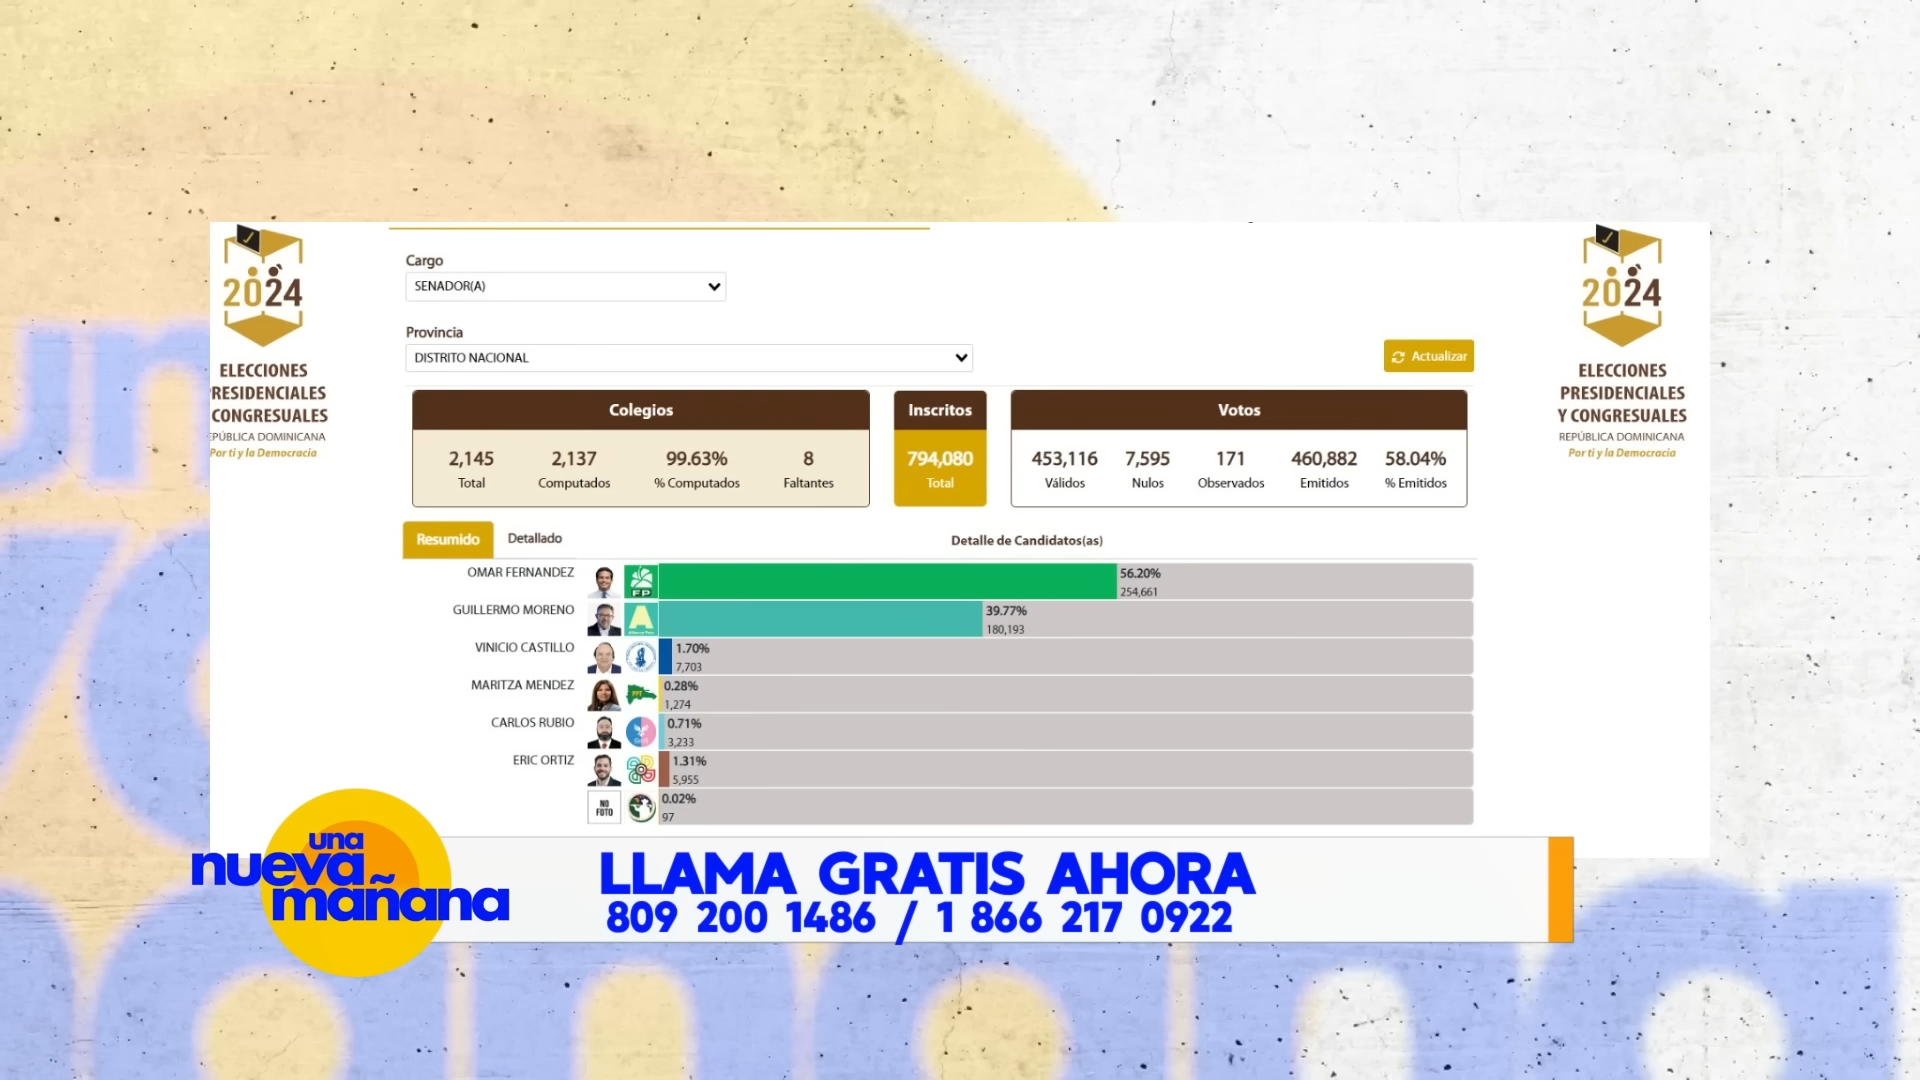 2024
ELECCIONES
RESIDENCIALES
CONGRESUALES
PÚBLICA DOMINICANA
Por ti y la Democracia
Cargo
SENADOR(A)
Provincia
DISTRITO NACIONAL
Actualizar
2024
ELECCIONES
PRESIDENCIALES
Y CONGRESUALES
REPÚBLICA DOMINICANA
Por ti y la Democracia
Colegios
2,145 2,137 99.63% 8
Total Computados % Computados Faltantes
Inscritos
794,080
Total
Votos
453,116 7,595 171 460,882 58.04%
Válidos Nulos Observados Emitidos % Emitidos
Resumido Detallado
Detalle de Candidatos(as)
OMAR FERNANDEZ FP 56.20%
254,661
GUILLERMO MORENO A 39.77%
180,193
VINICIO CASTILLO 1.70%
7,703
MARITZA MENDEZ PPT 0.28%
1,274
CARLOS RUBIO 0.71%
3,233
ERIC ORTIZ 1.31%
5,955
NO FOTO 0.02%
97
una
nueva
mañana
LLAMA GRATIS AHORA
809 200 1486 / 1 866 217 0922